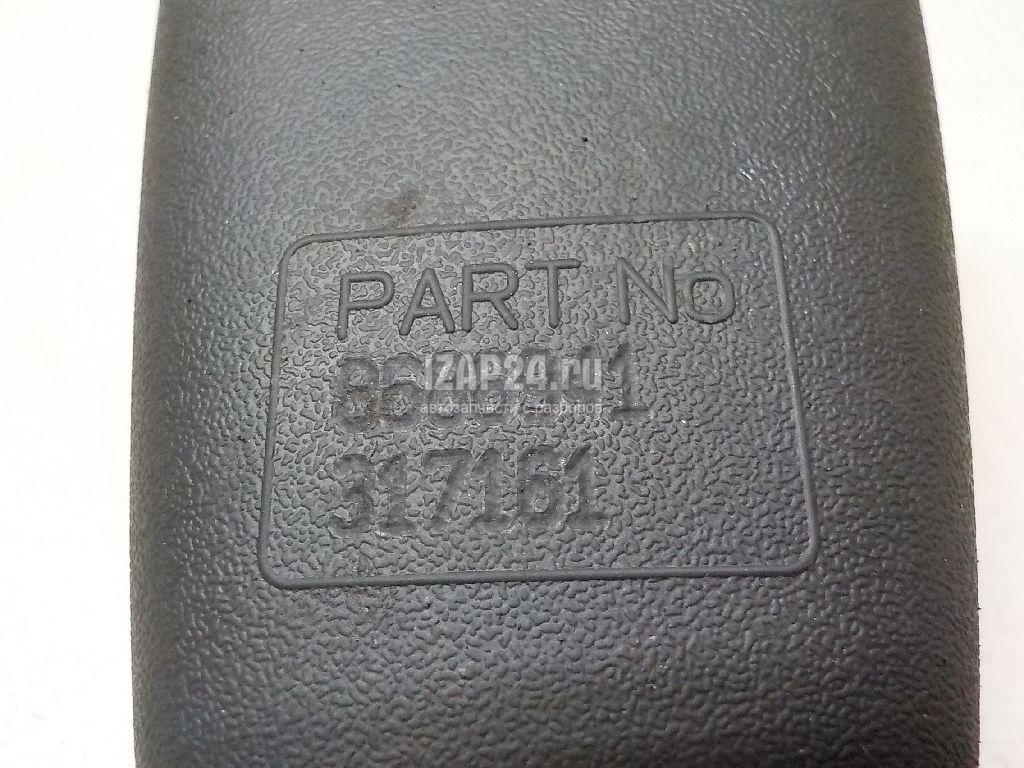 PART No
IZAP24.ru
автозапчасти с разборов
317161